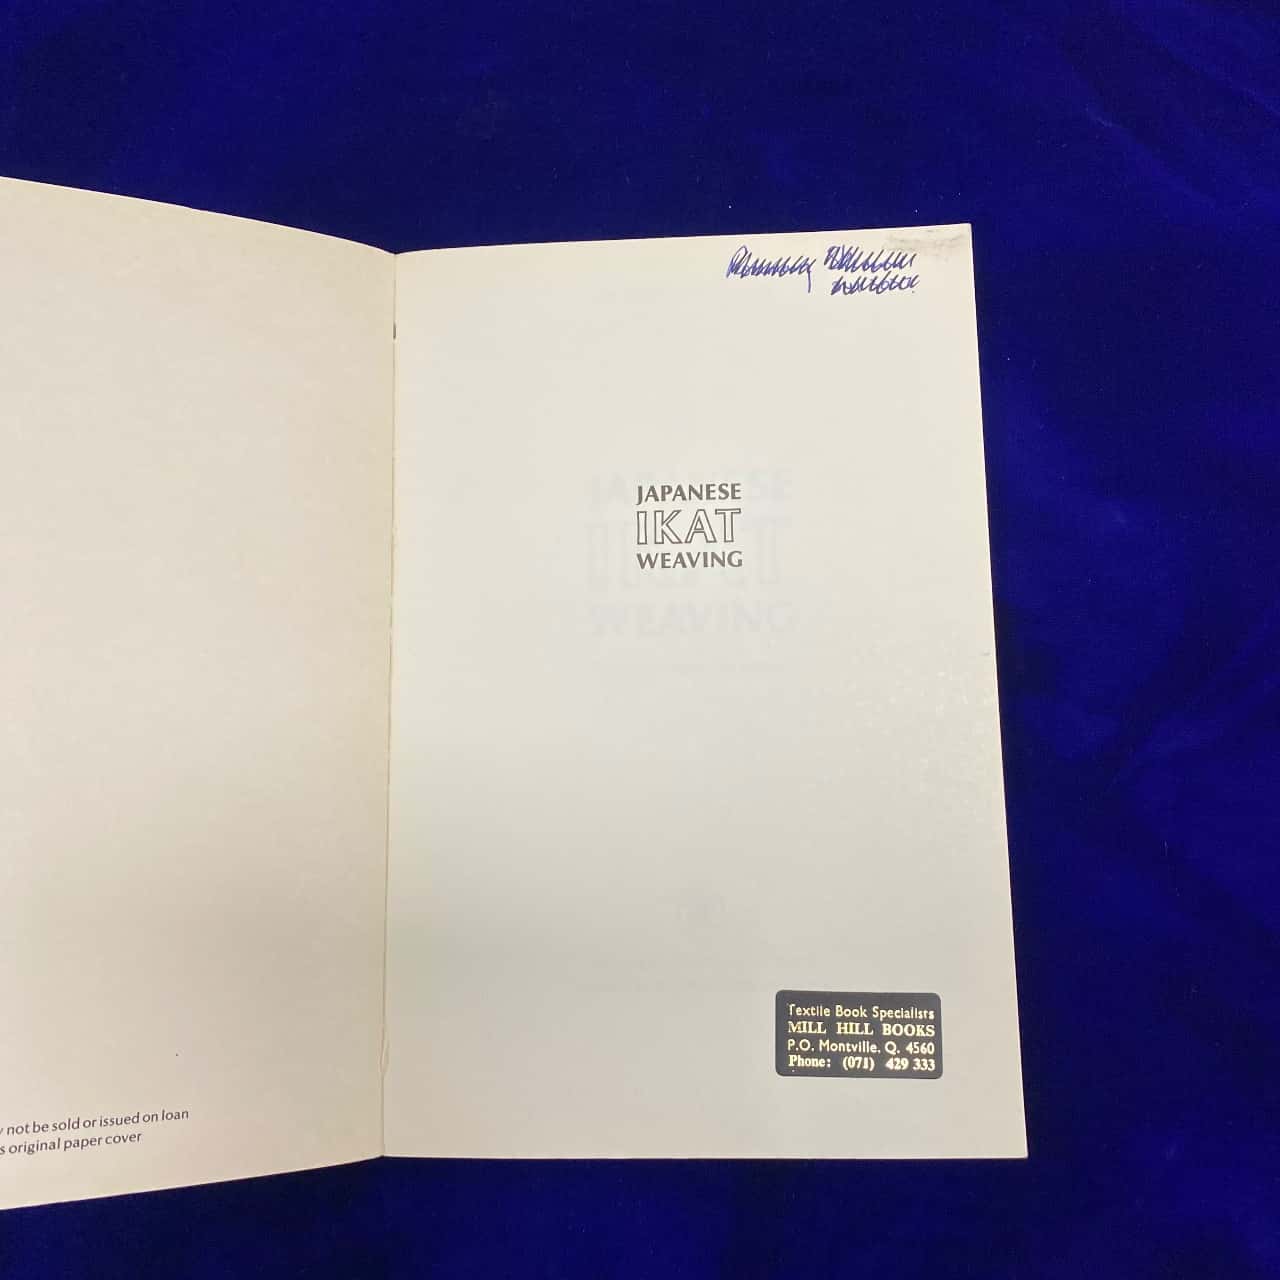 JAPANESE
IKAT
WEAVING
Textile Book Specialists
MILL HILL BOOKS
P.O. Montville, Q. 4560
Phone: (071) 429 333
not be sold or issued on loan
s original paper cover